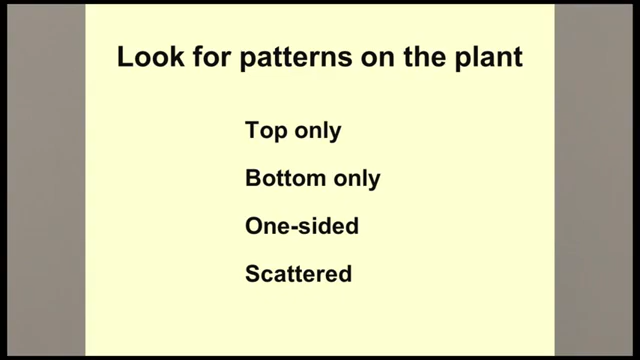 Look for patterns on the plant
Top only
Bottom only
One-sided
Scattered